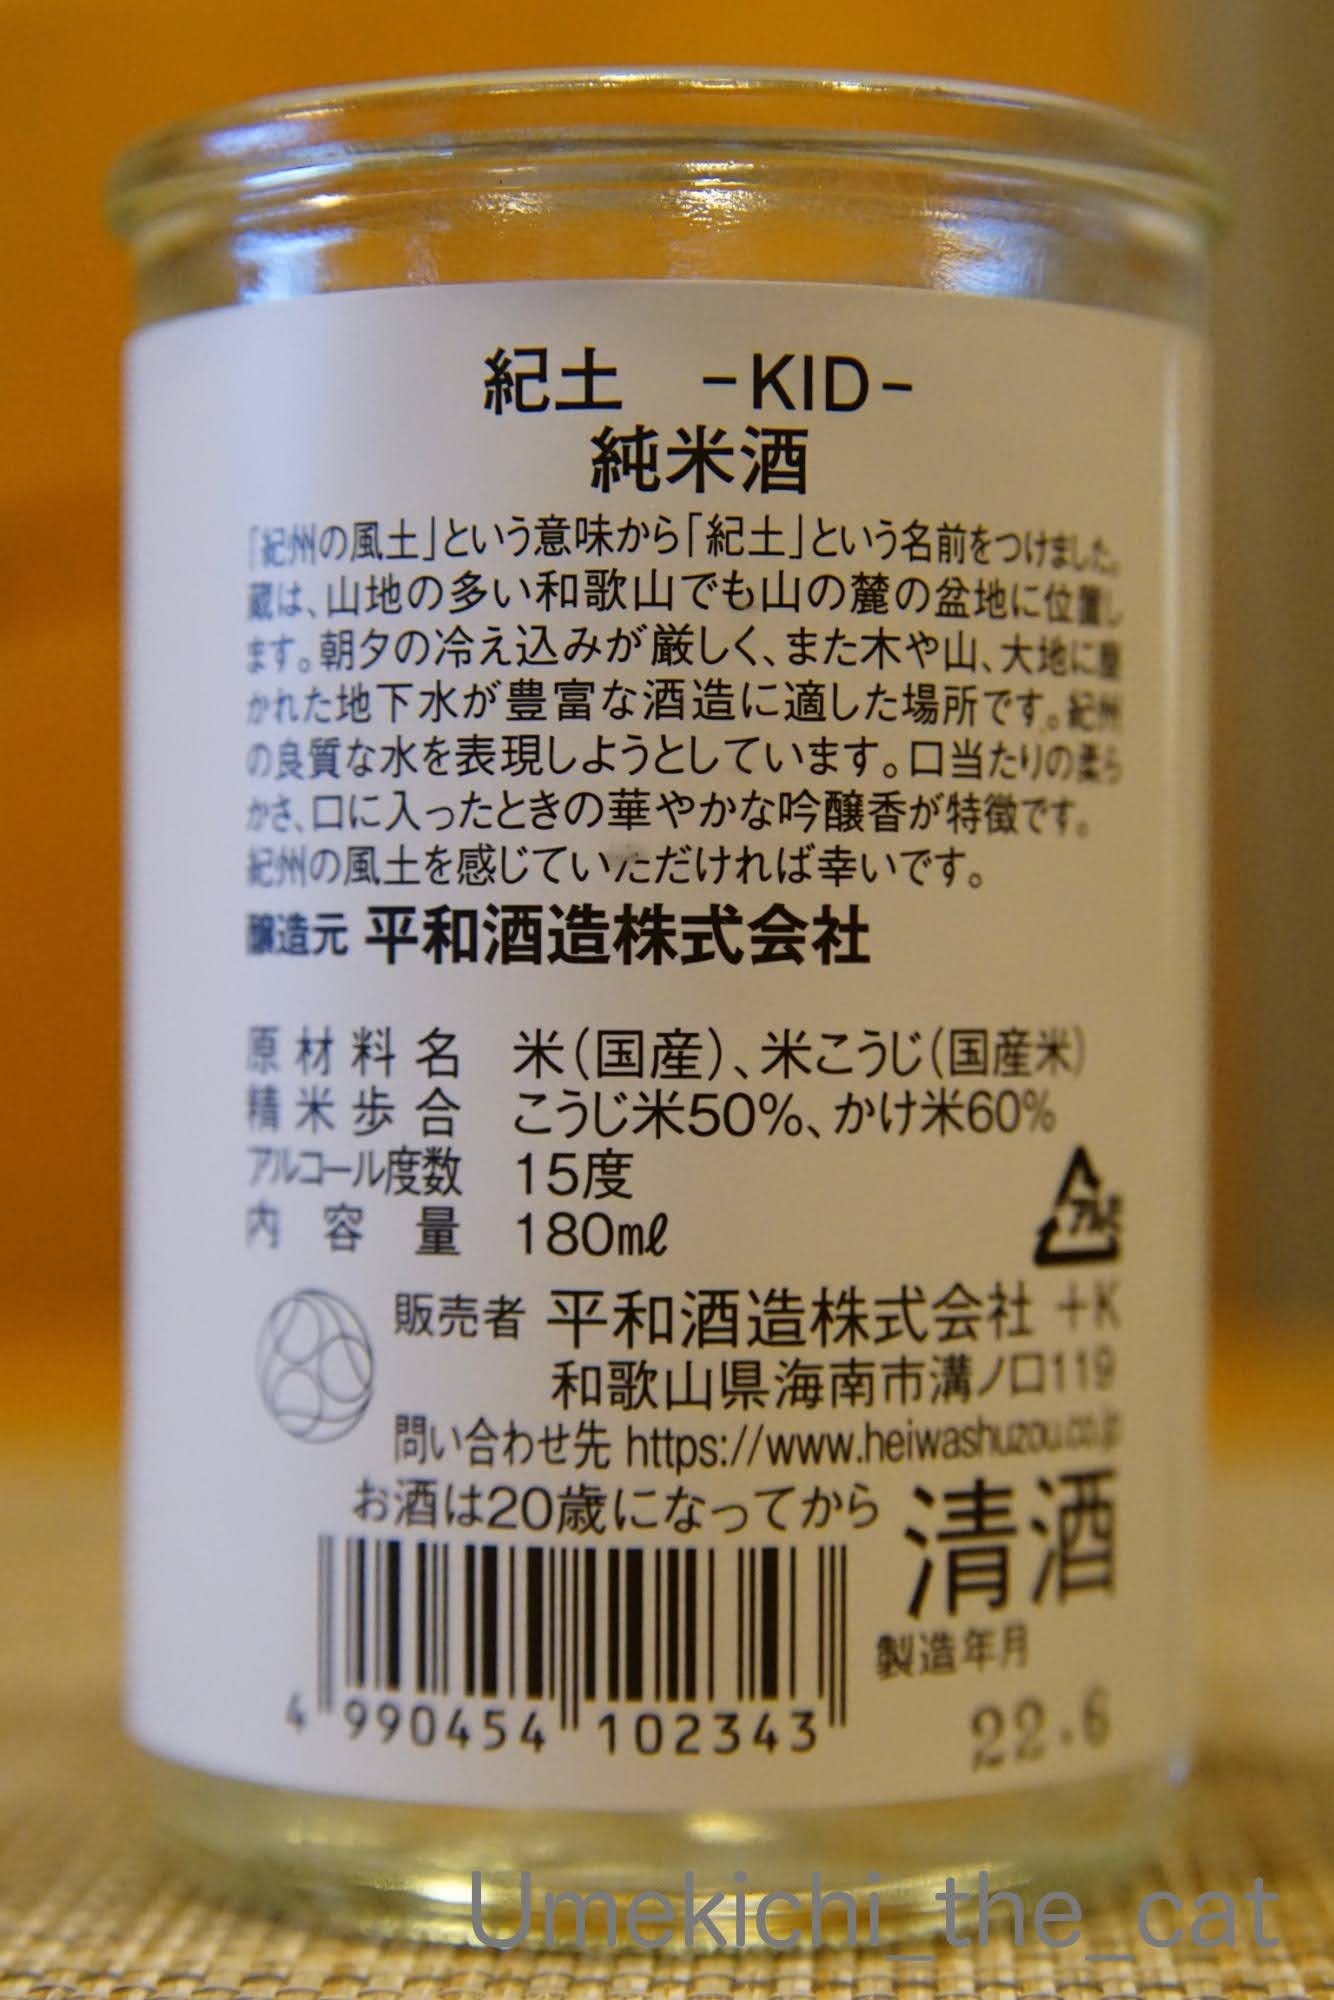 紀土　-KID-
純米酒
「紀州の風土」という意味から「紀土」という名前をつけました。
蔵は、山地の多い和歌山でも山の麓の盆地に位置し
ます。朝夕の冷え込みが厳しく、また木や山、大地に磨
かれた地下水が豊富な酒造に適した場所です。紀州
の良質な水を表現しようとしています。口当たりの柔ら
かさ、口に入ったときの華やかな吟醸香が特徴です。
紀州の風土を感じていただければ幸いです。
醸造元 平和酒造株式会社
原材料名　米（国産）、米こうじ（国産米）
精米歩合　こうじ米50%、かけ米60%
アルコール度数　15度
内容量　180mℓ
アルミ
販売者 平和酒造株式会社 +K
和歌山県海南市溝ノ口119
問い合わせ先 https://www.heiwashuzou.co.jp
お酒は20歳になってから
清酒
製造年月
22.6
4 990454 102343
Umekichi_the_cat